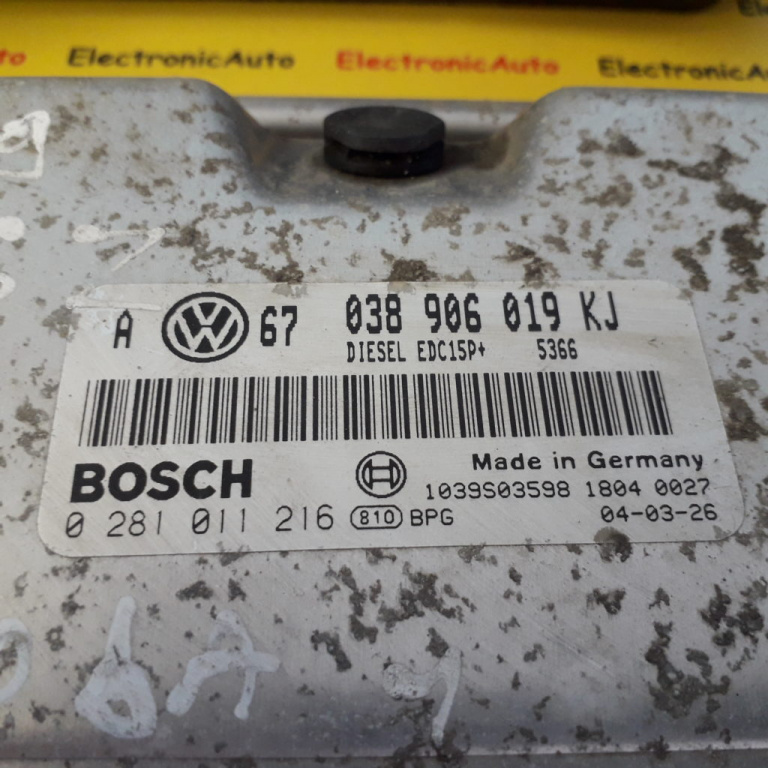 ElectronicAuto ElectronicAuto ElectronicAuto
A VW 67 038 906 019 KJ
DIESEL EDC15P+ 5366
BOSCH Made in Germany
1039S03598 1804 0027
0 281 011 216 810 BPG 04-03-26